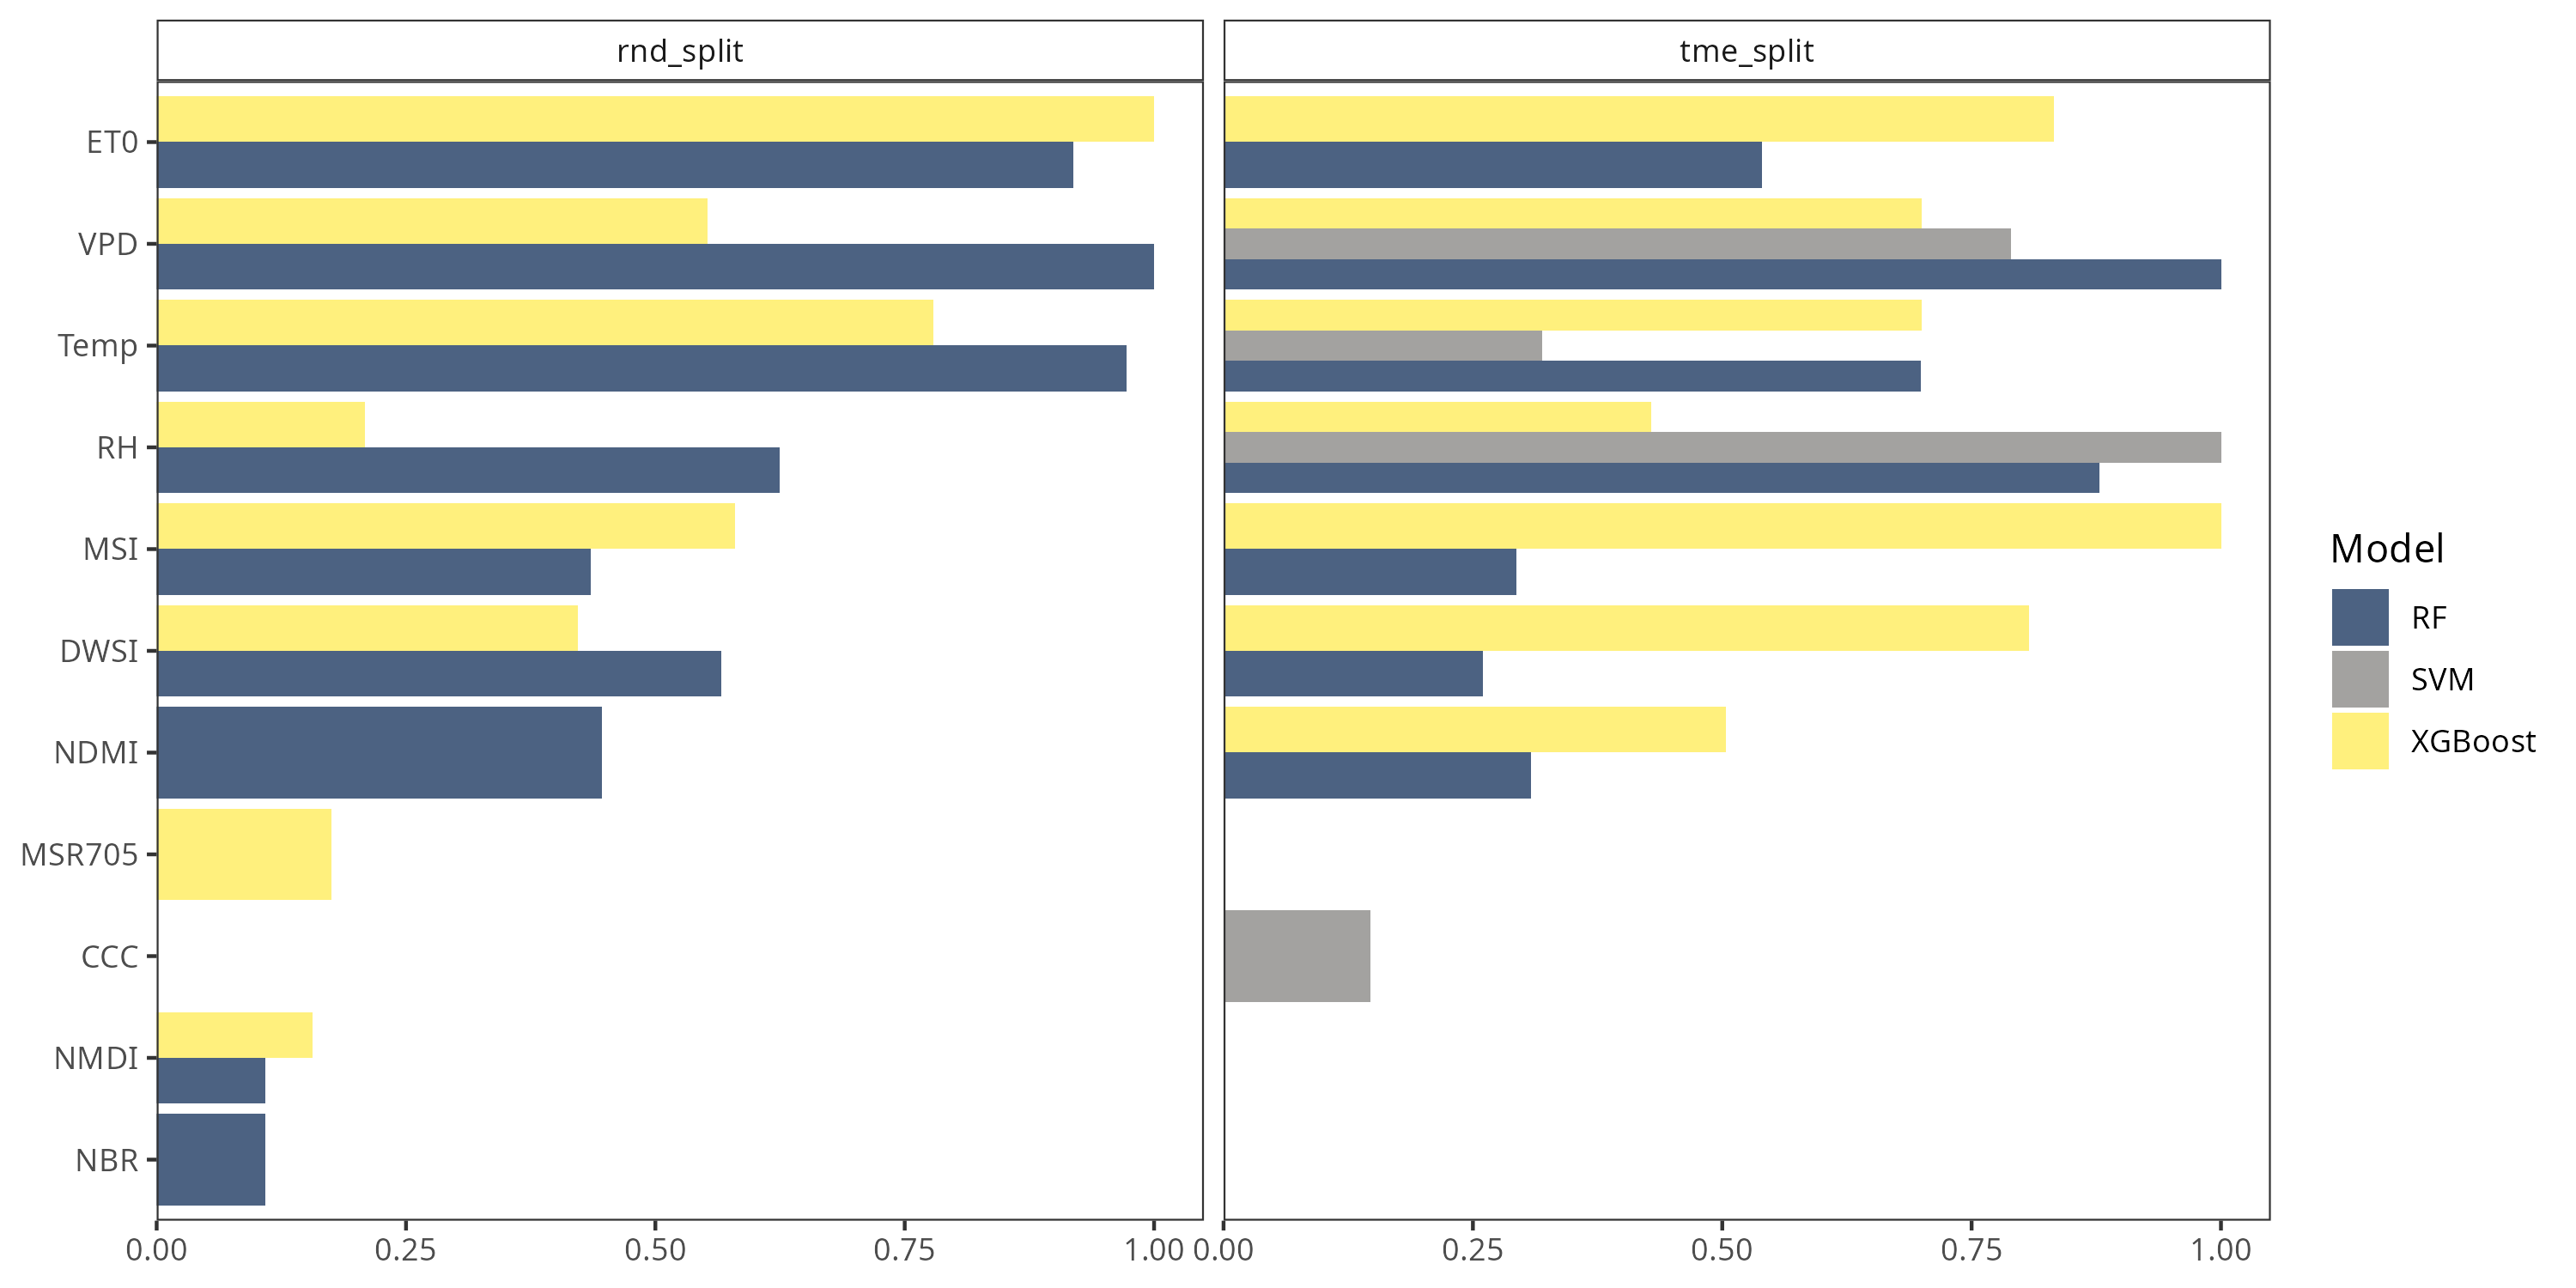 rnd_split
tme_split
ET0
VPD
Temp
RH
MSI
DWSI
NDMI
MSR705
CCC
NMDI
NBR
0.00 0.25 0.50 0.75 1.00
0.00 0.25 0.50 0.75 1.00
Model
RF
SVM
XGBoost